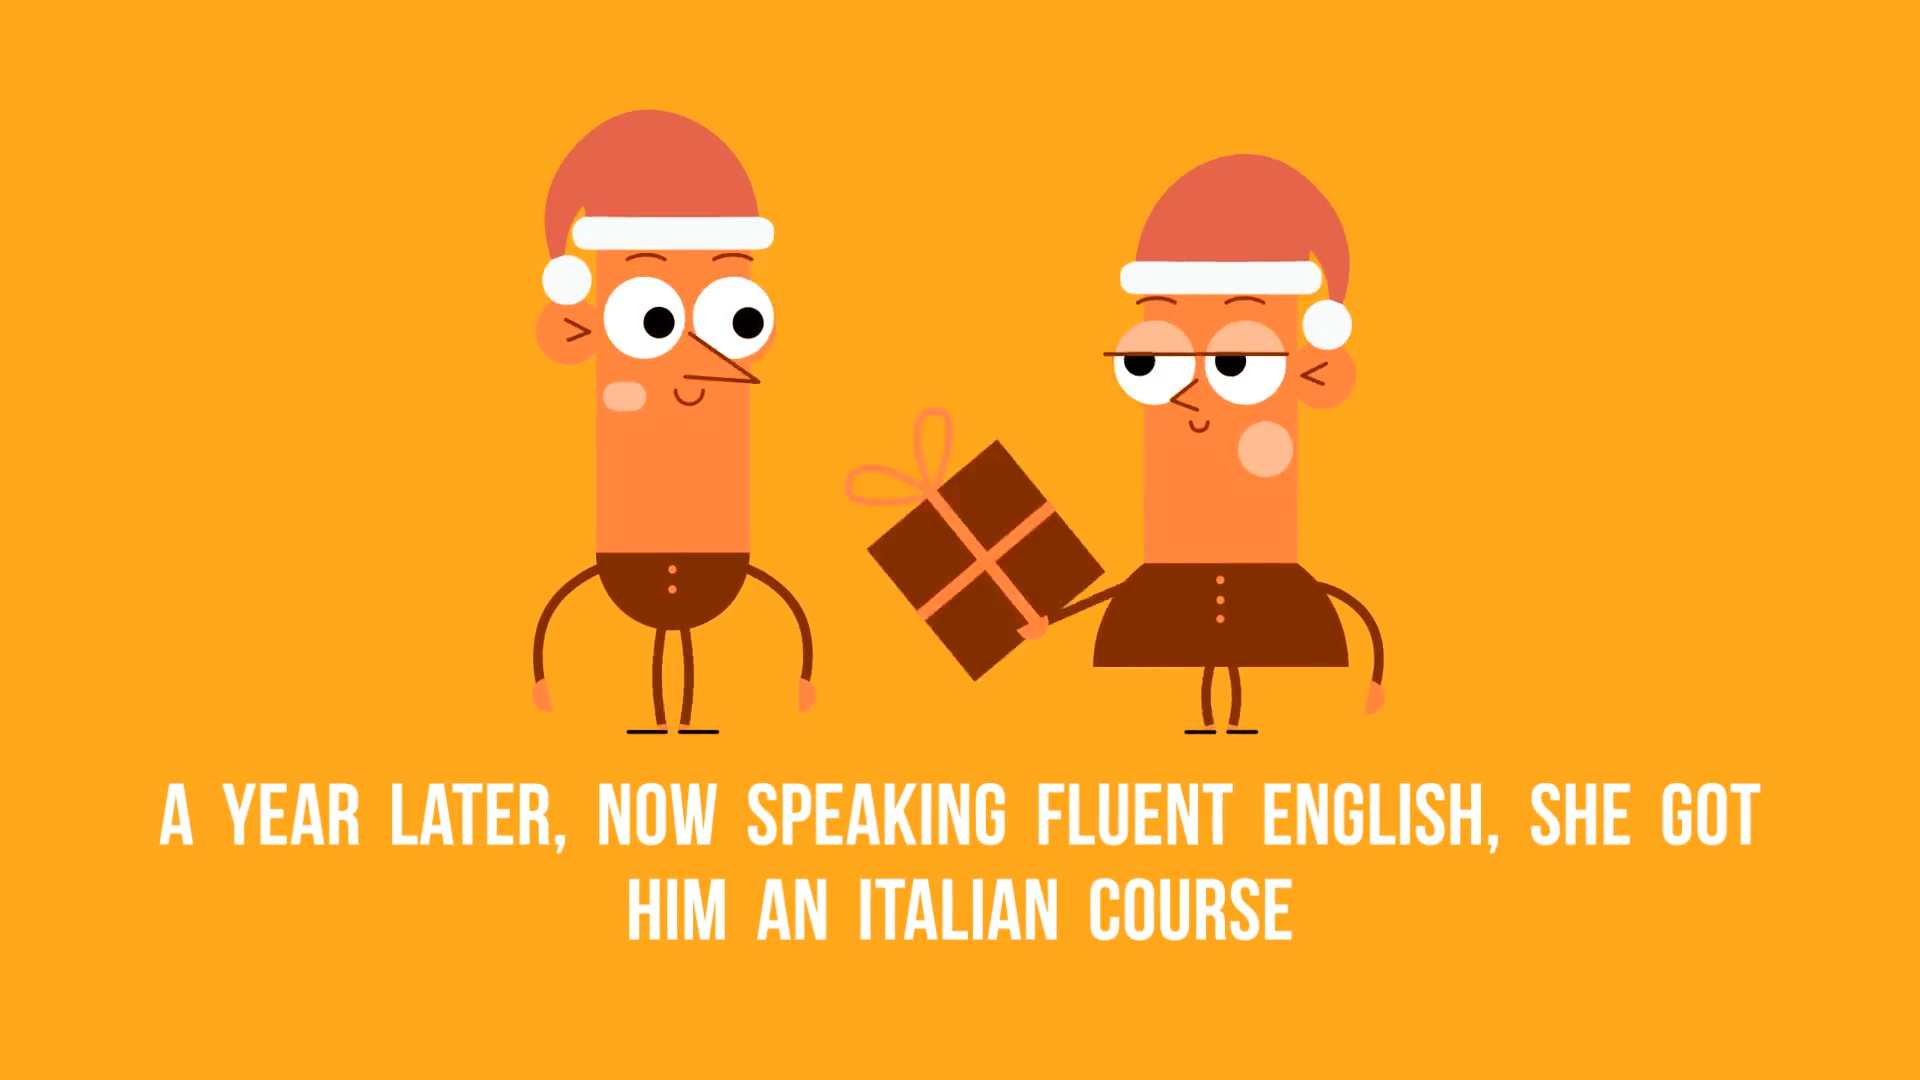 A YEAR LATER, NOW SPEAKING FLUENT ENGLISH, SHE GOT
HIM AN ITALIAN COURSE